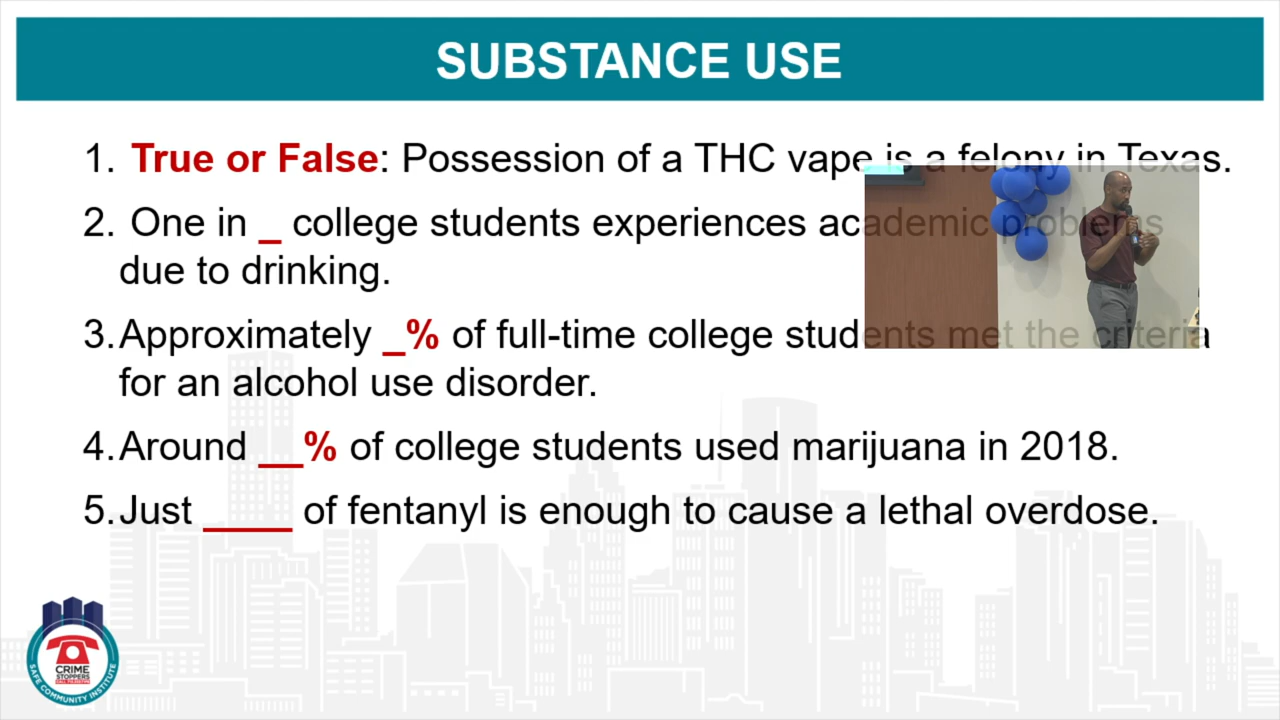 SUBSTANCE USE
1. True or False: Possession of a THC vape is a felony in Texas.
2. One in _ college students experiences academic problems
due to drinking.
3. Approximately _% of full-time college students met the criteria
for an alcohol use disorder.
4. Around __% of college students used marijuana in 2018.
5. Just ____ of fentanyl is enough to cause a lethal overdose.
CRIME
STOPPERS
SAFE COMMUNITY INSTITUTE